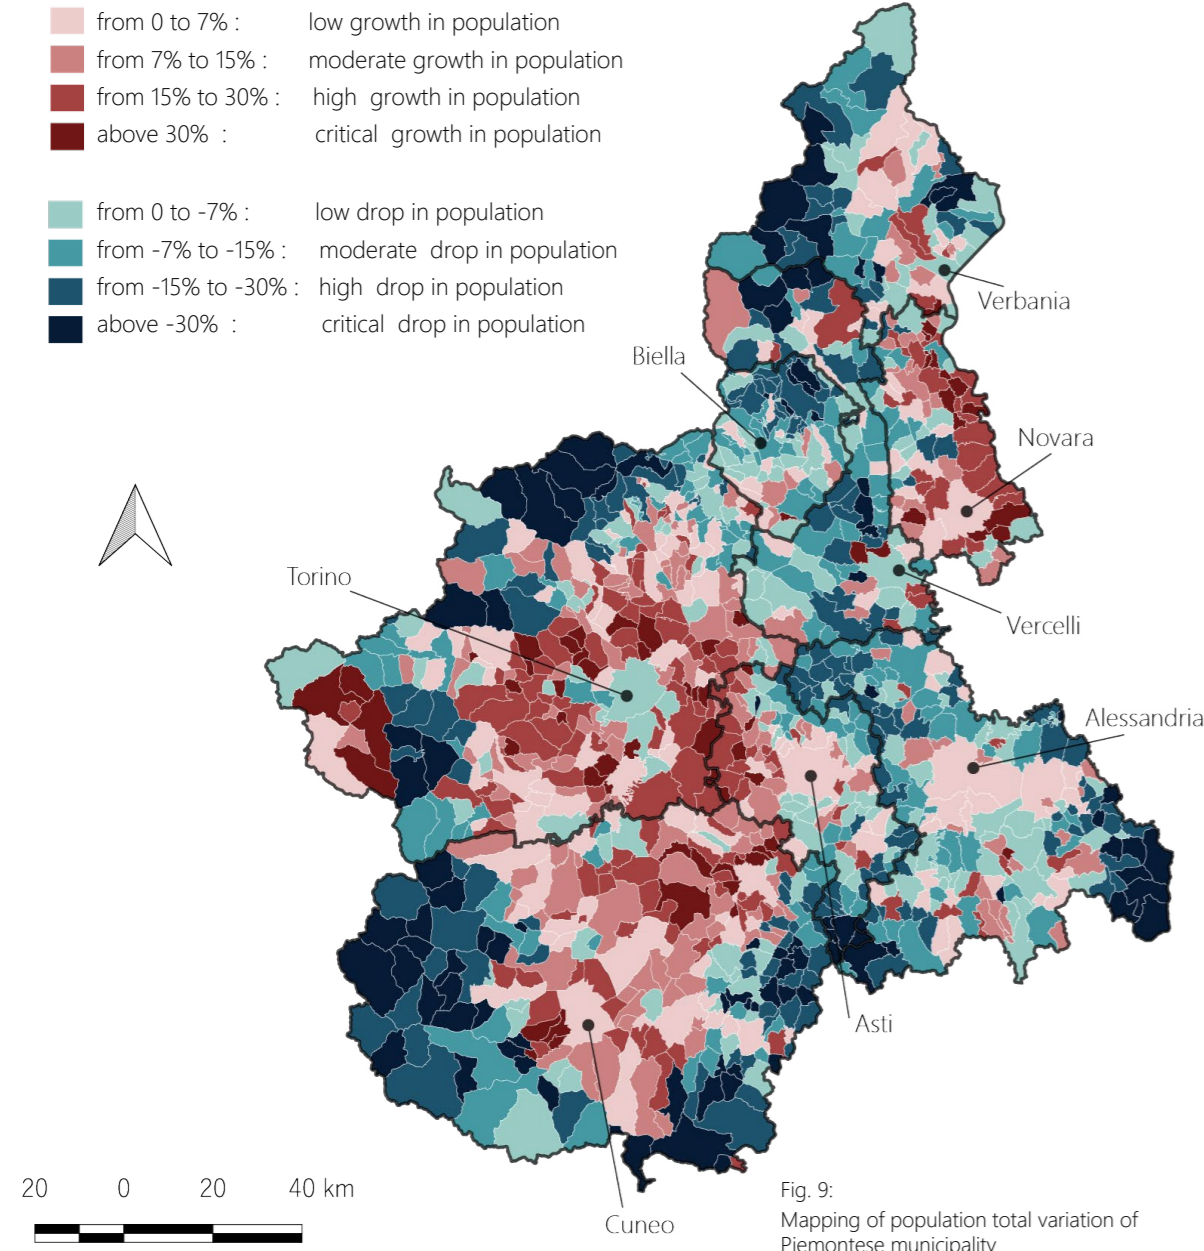 from 0 to 7% : low growth in population
from 7% to 15% : moderate growth in population
from 15% to 30% : high growth in population
above 30% : critical growth in population
from 0 to -7% : low drop in population
from -7% to -15% : moderate drop in population
from -15% to -30% : high drop in population
above -30% : critical drop in population
Verbania
Biella
Novara
Torino
Vercelli
Alessandria
Asti
Cuneo
20 0 20 40 km
Fig. 9:
Mapping of population total variation of
Piemontese municipality